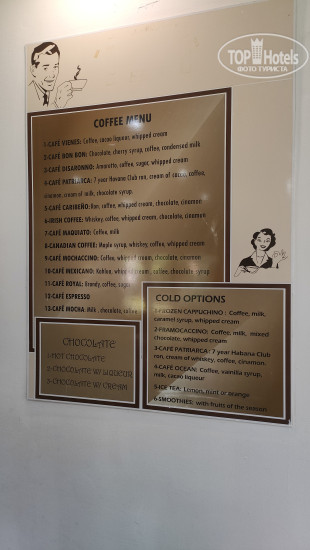 TOP Hotels
ФОТО ТУРИСТА
COFFEE MENU
1-CAFÉ VIENES: Coffee, cacao liqueur, whipped cream
2-CAFÉ BON BON: Chocolate, cherry syrup, coffee, condensed milk
3-CAFÉ DISARONNO: Amaretto, coffee, sugar, whipped cream
4-CAFÉ PATRIARCA: 7 year Havana Club ron, cream of cacao, coffee,
cinamon, cream of milk, chocolate syrup.
5-CAFÉ CARIBEÑO: Ron, coffee, whipped cream, chocolate, cinamon
6-IRISH COFFEE: Whiskey, coffee, whipped cream, chocolate, cinamon
7-CAFÉ MAQUIATO: Coffee, milk
8-CANADIAN COFFEE: Maple syrup, whiskey, coffee, whipped cream
9-CAFÉ MOCHACCINO: Coffee, whipped cream, chocolate, cinamon
10-CAFÉ MEXICANO: Kahlua, whipped cream, coffee, chocolate, cinamon
11-CAFÉ ROYAL: Brandy, coffee, sugar
12-CAFÉ ESPRESSO
13-CAFÉ MOCHA: Milk, chocolate, coffee
COLD OPTIONS
1-FROZEN CAPPUCHINO: Coffee, milk,
caramel syrup, whipped cream
2-FRAMOCACCINO: Coffee, milk, mixed
chocolate, whipped cream
3-CAFÉ PATRIARCA: 7 year Habana Club
ron, cream of whiskey, coffee, cinamon.
4-CAFÉ OCEAN: Coffee, vanilla syrup,
milk, cacao liqueur
5-ICE TEA: Lemon, mint or orange
6-SMOOTHIES: with fruits of the season
CHOCOLATE
1-HOT CHOCOLATE
2-CHOCOLATE W/ LIQUEUR
3-CHOCOLATE W/ CREAM